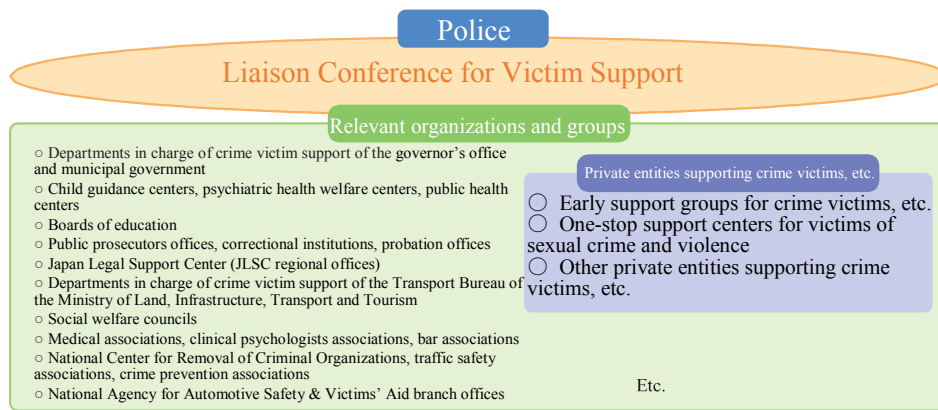 Police
Liaison Conference for Victim Support
Relevant organizations and groups
○ Departments in charge of crime victim support of the governor's office
and municipal government
○ Child guidance centers, psychiatric health welfare centers, public health
centers
○ Boards of education
○ Public prosecutors offices, correctional institutions, probation offices
○ Japan Legal Support Center (JLSC regional offices)
○ Departments in charge of crime victim support of the Transport Bureau of
the Ministry of Land, Infrastructure, Transport and Tourism
○ Social welfare councils
○ Medical associations, clinical psychologists associations, bar associations
○ National Center for Removal of Criminal Organizations, traffic safety
associations, crime prevention associations
○ National Agency for Automotive Safety & Victims' Aid branch offices
Private entities supporting crime victims, etc.
○ Early support groups for crime victims, etc.
○ One-stop support centers for victims of
sexual crime and violence
○ Other private entities supporting crime
victims, etc.
Etc.